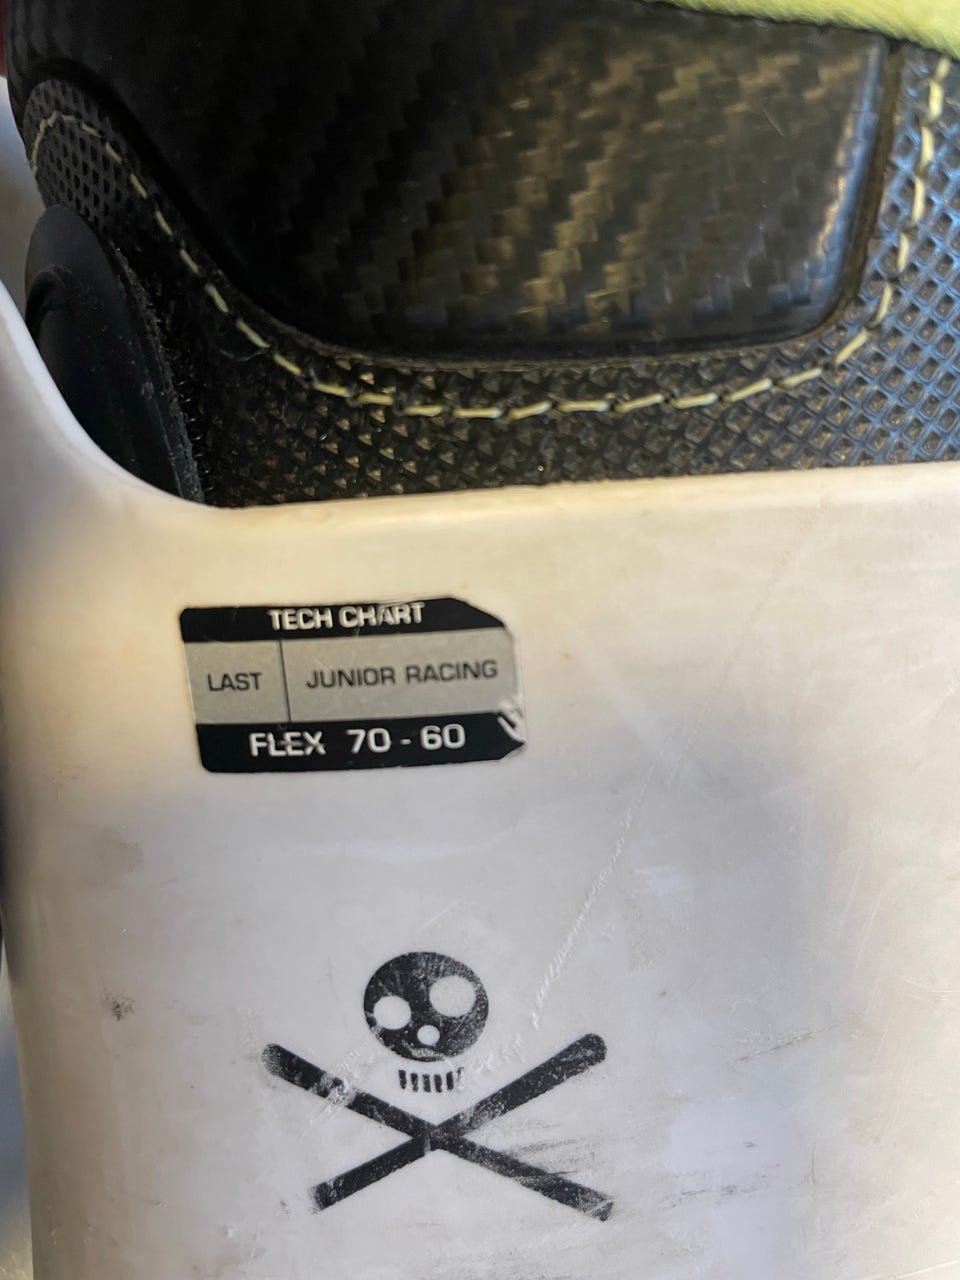 TECH CHART
LAST JUNIOR RACING
FLEX 70 - 60